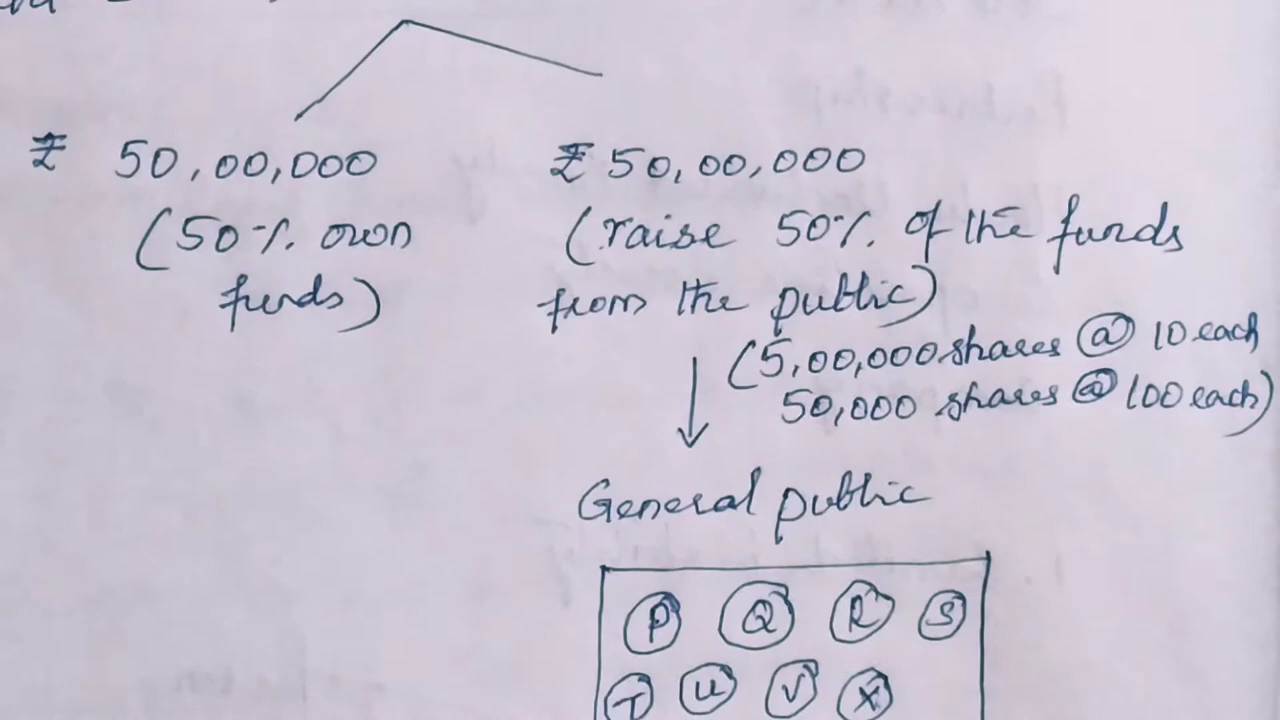 ₹ 50,00,000
(50% own
funds)
₹ 50,00,000
(raise 50% of the funds
from the public)
(5,00,000 shares @ 10 each
50,000 shares @ 100 each)
General public
P Q R S
T U V X